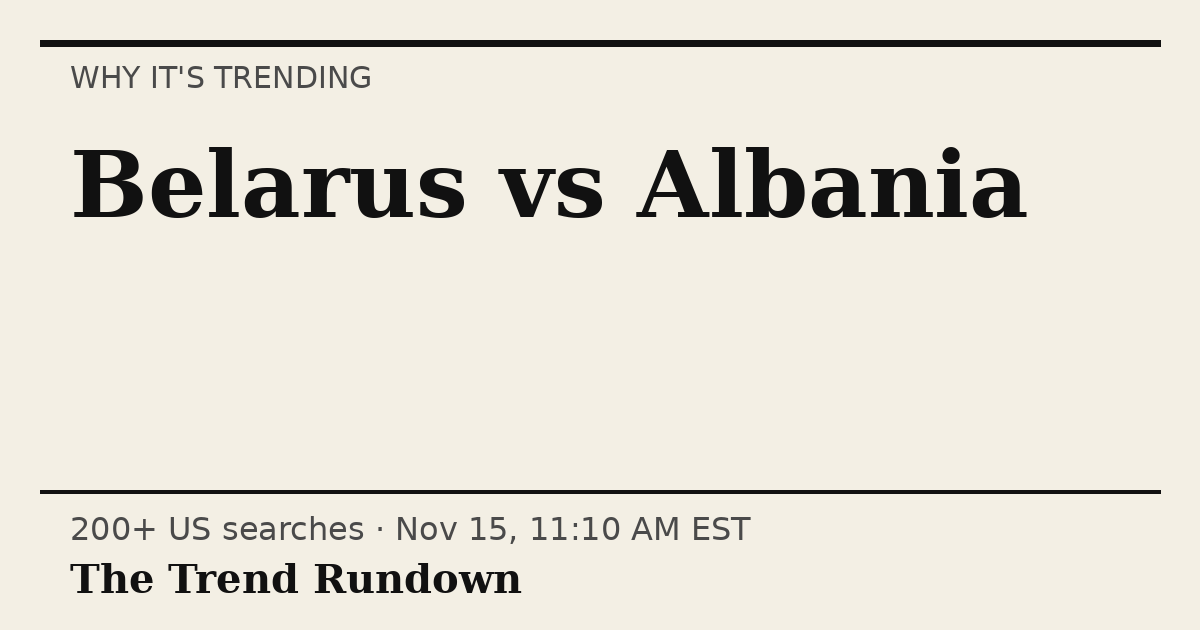 WHY IT'S TRENDING
Belarus vs Albania
200+ US searches · Nov 15, 11:10 AM EST
The Trend Rundown